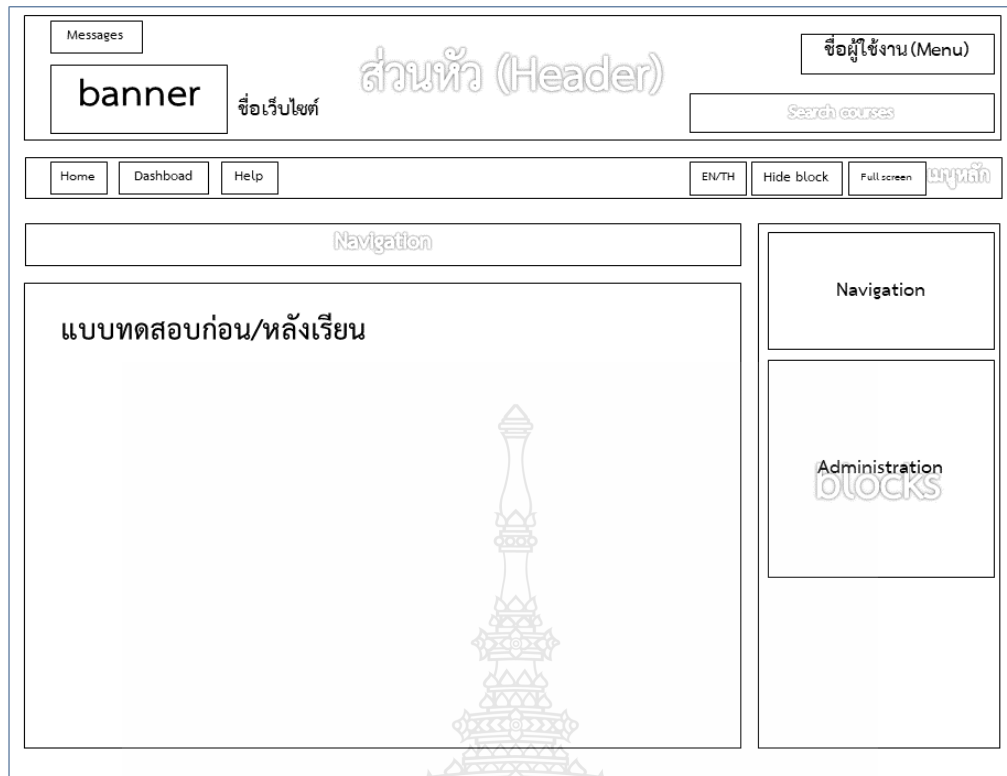 Messages
ส่วนหัว (Header)
ชื่อผู้ใช้งาน (Menu)
banner
ชื่อเว็บไซต์
Search courses
Home
Dashboad
Help
EN/TH
Hide block
Full screen
เมนูหลัก
Navigation
Navigation
แบบทดสอบก่อน/หลังเรียน
Administration
blocks